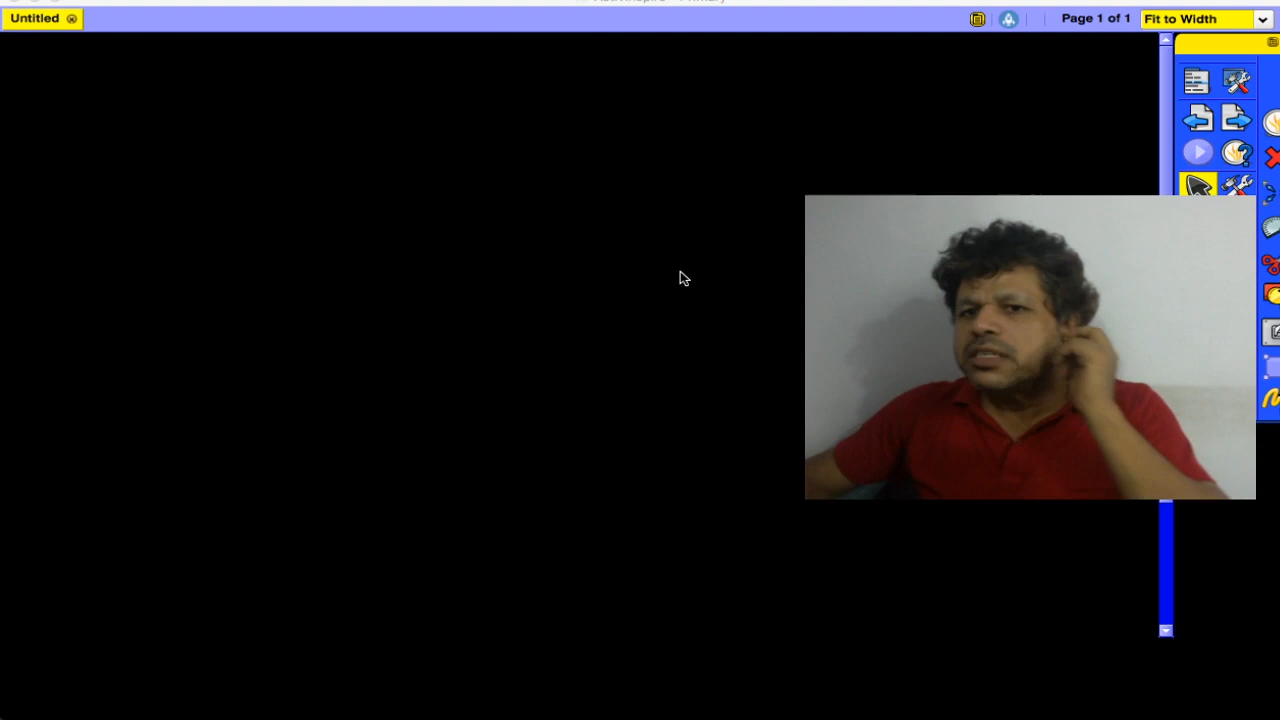 Untitled
Page 1 of 1
Fit to Width